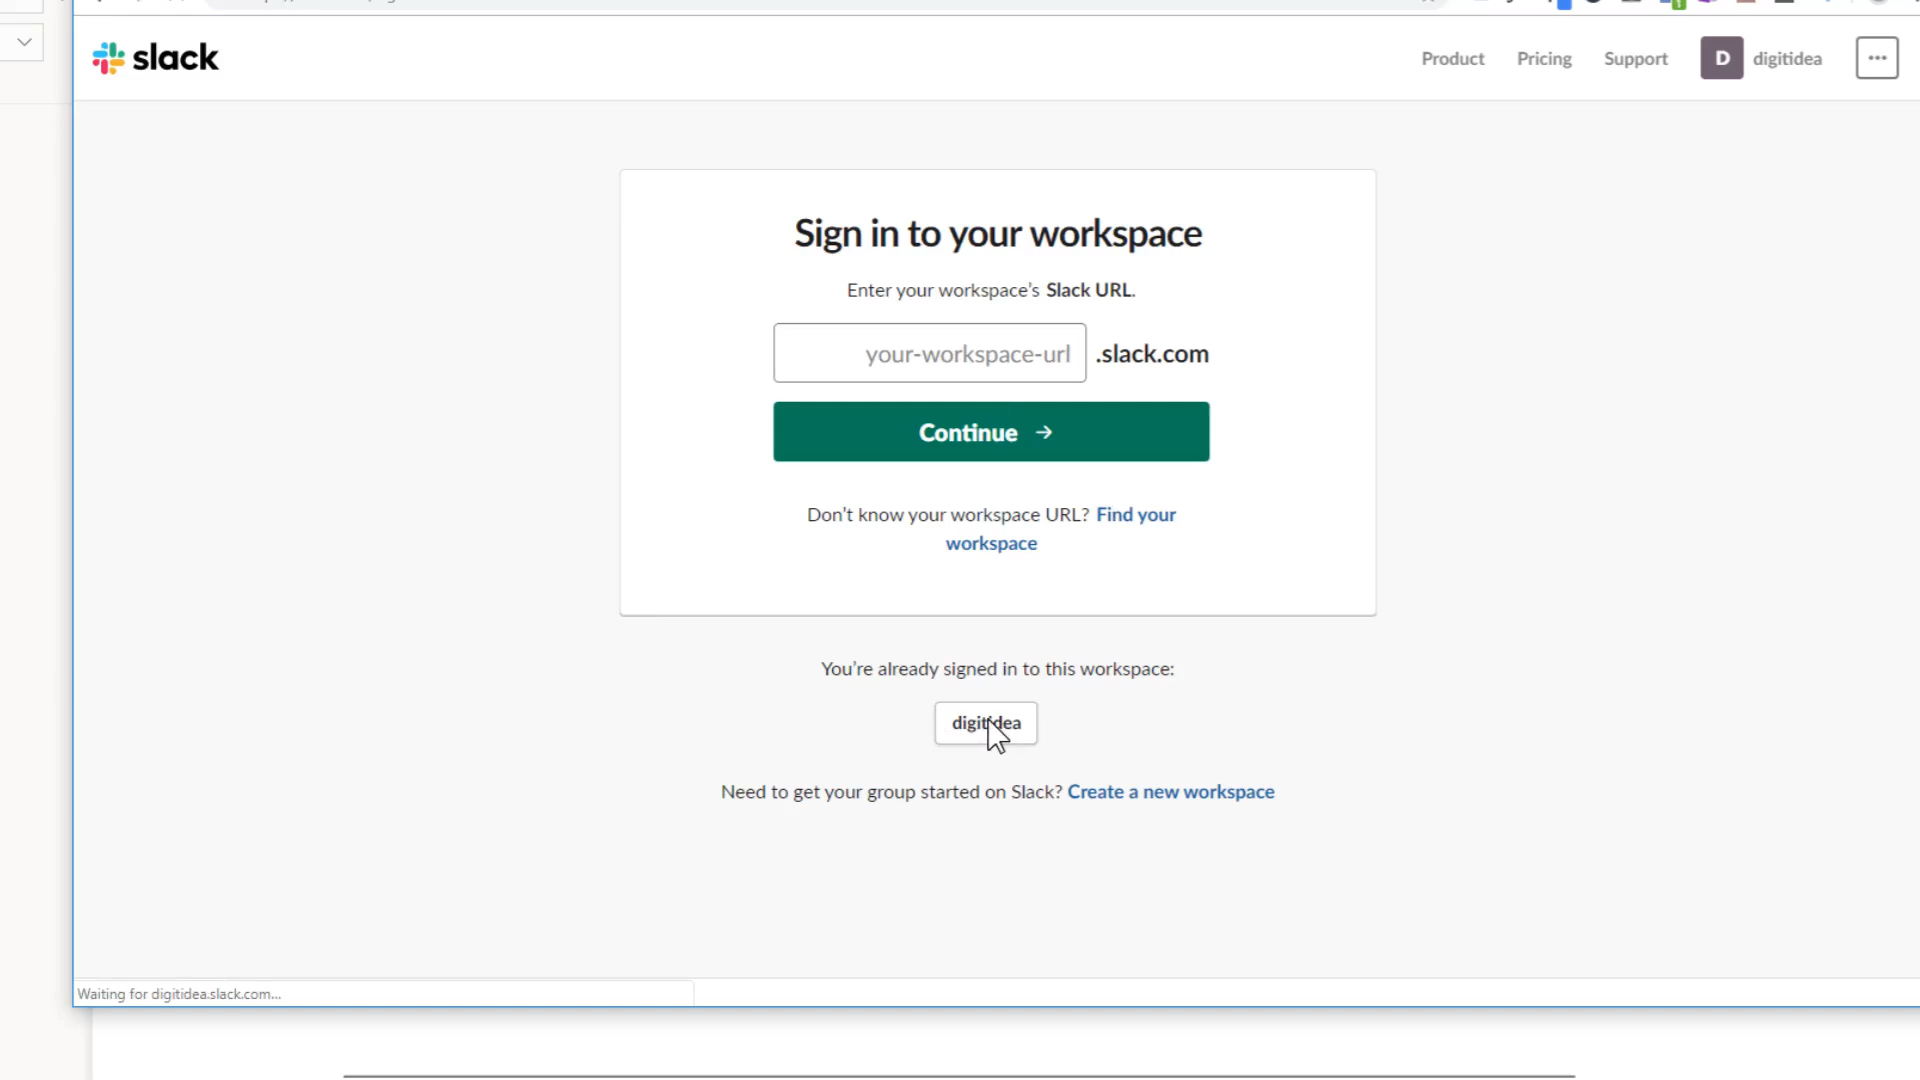 slack
Product
Pricing
Support
D
digitidea
Sign in to your workspace
Enter your workspace’s Slack URL.
your-workspace-url
.slack.com
Continue →
Don’t know your workspace URL? Find your
workspace
You’re already signed in to this workspace:
digitidea
Need to get your group started on Slack? Create a new workspace
Waiting for digitidea.slack.com...